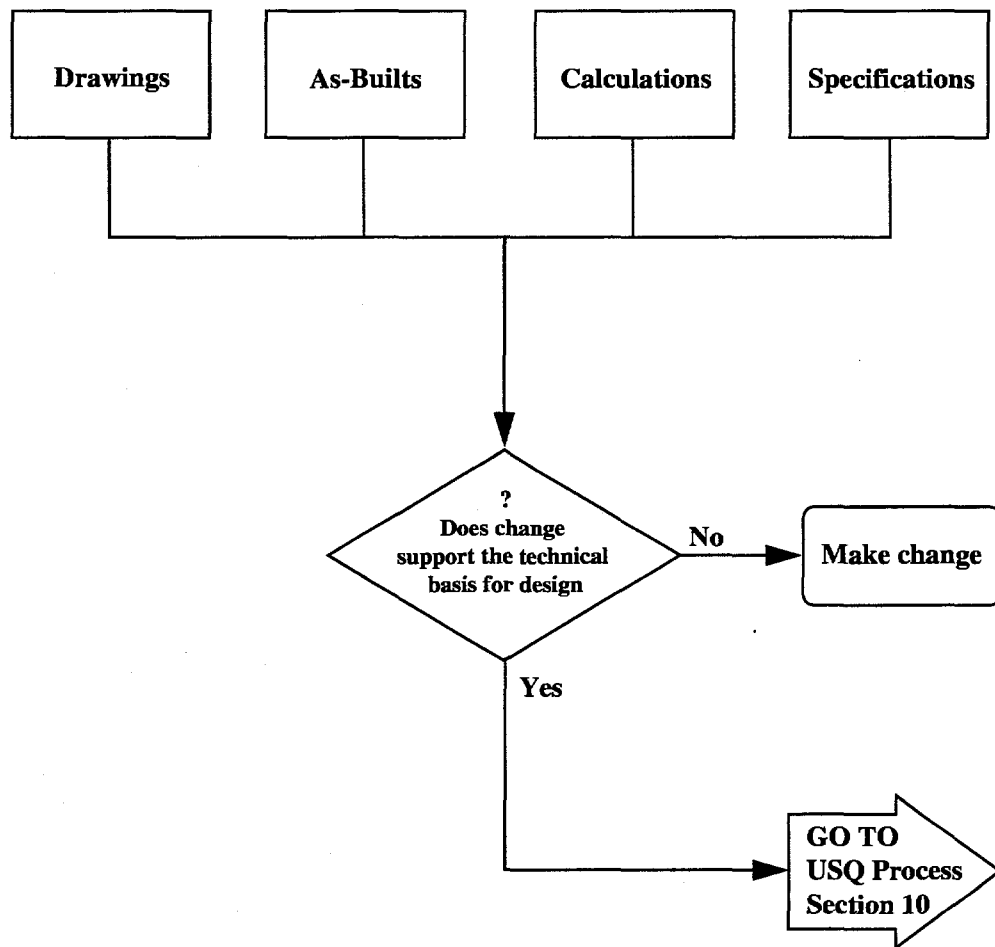 Drawings
As-Builts
Calculations
Specifications
?
Does change
support the technical
basis for design
No
Make change
Yes
GO TO
USQ Process
Section 10